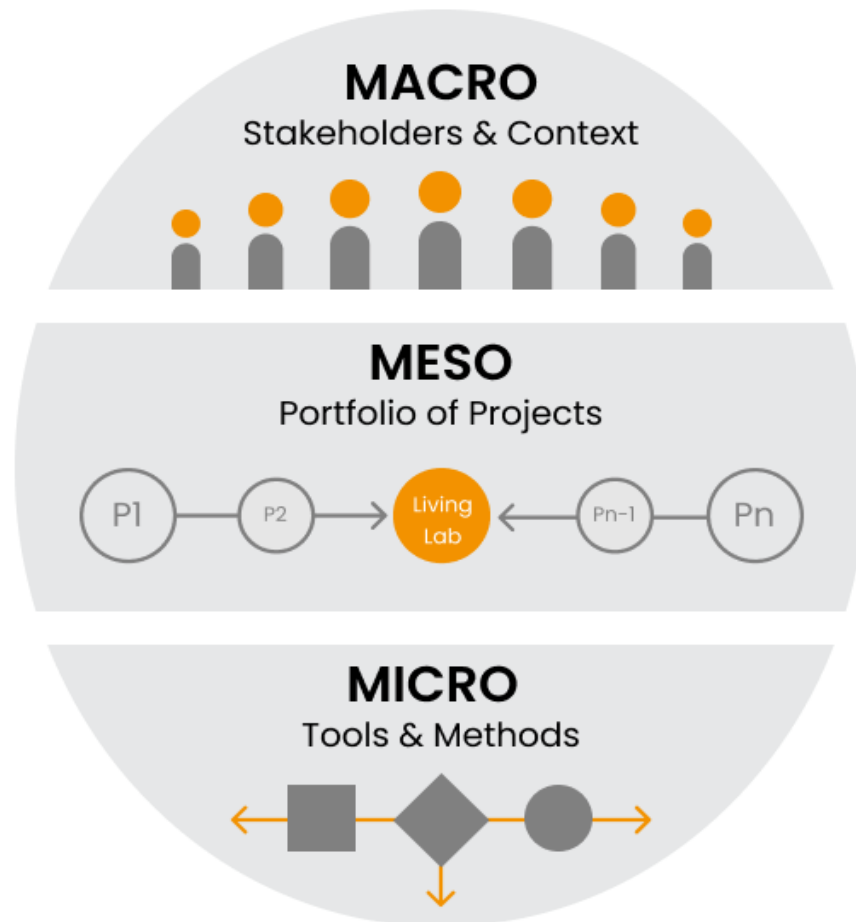 MACRO
Stakeholders & Context
MESO
Portfolio of Projects
P1
P2
Living
Lab
Pn-1
Pn
MICRO
Tools & Methods